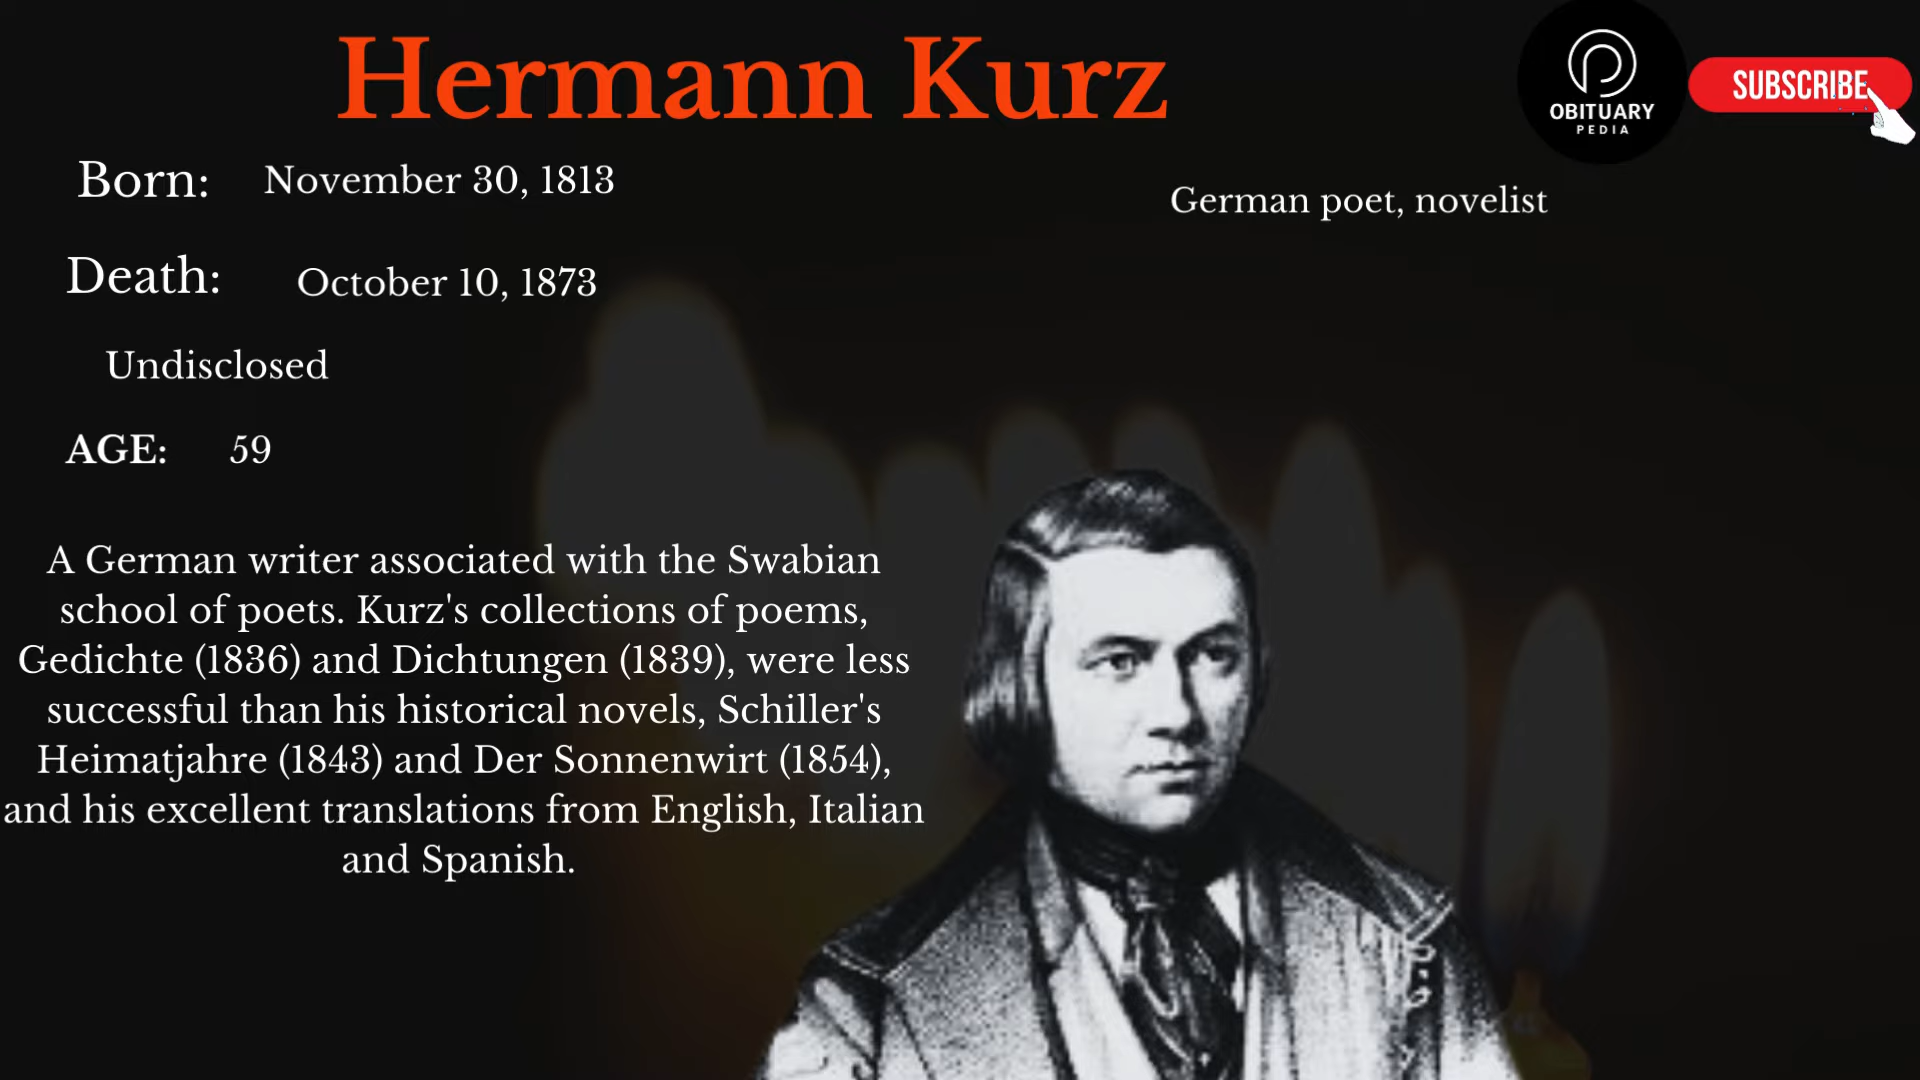 Hermann Kurz
OBITUARY
PEDIA
SUBSCRIBE
Born: November 30, 1813
German poet, novelist
Death: October 10, 1873
Undisclosed
AGE: 59
A German writer associated with the Swabian
school of poets. Kurz's collections of poems,
Gedichte (1836) and Dichtungen (1839), were less
successful than his historical novels, Schiller's
Heimatjahre (1843) and Der Sonnenwirt (1854),
and his excellent translations from English, Italian
and Spanish.